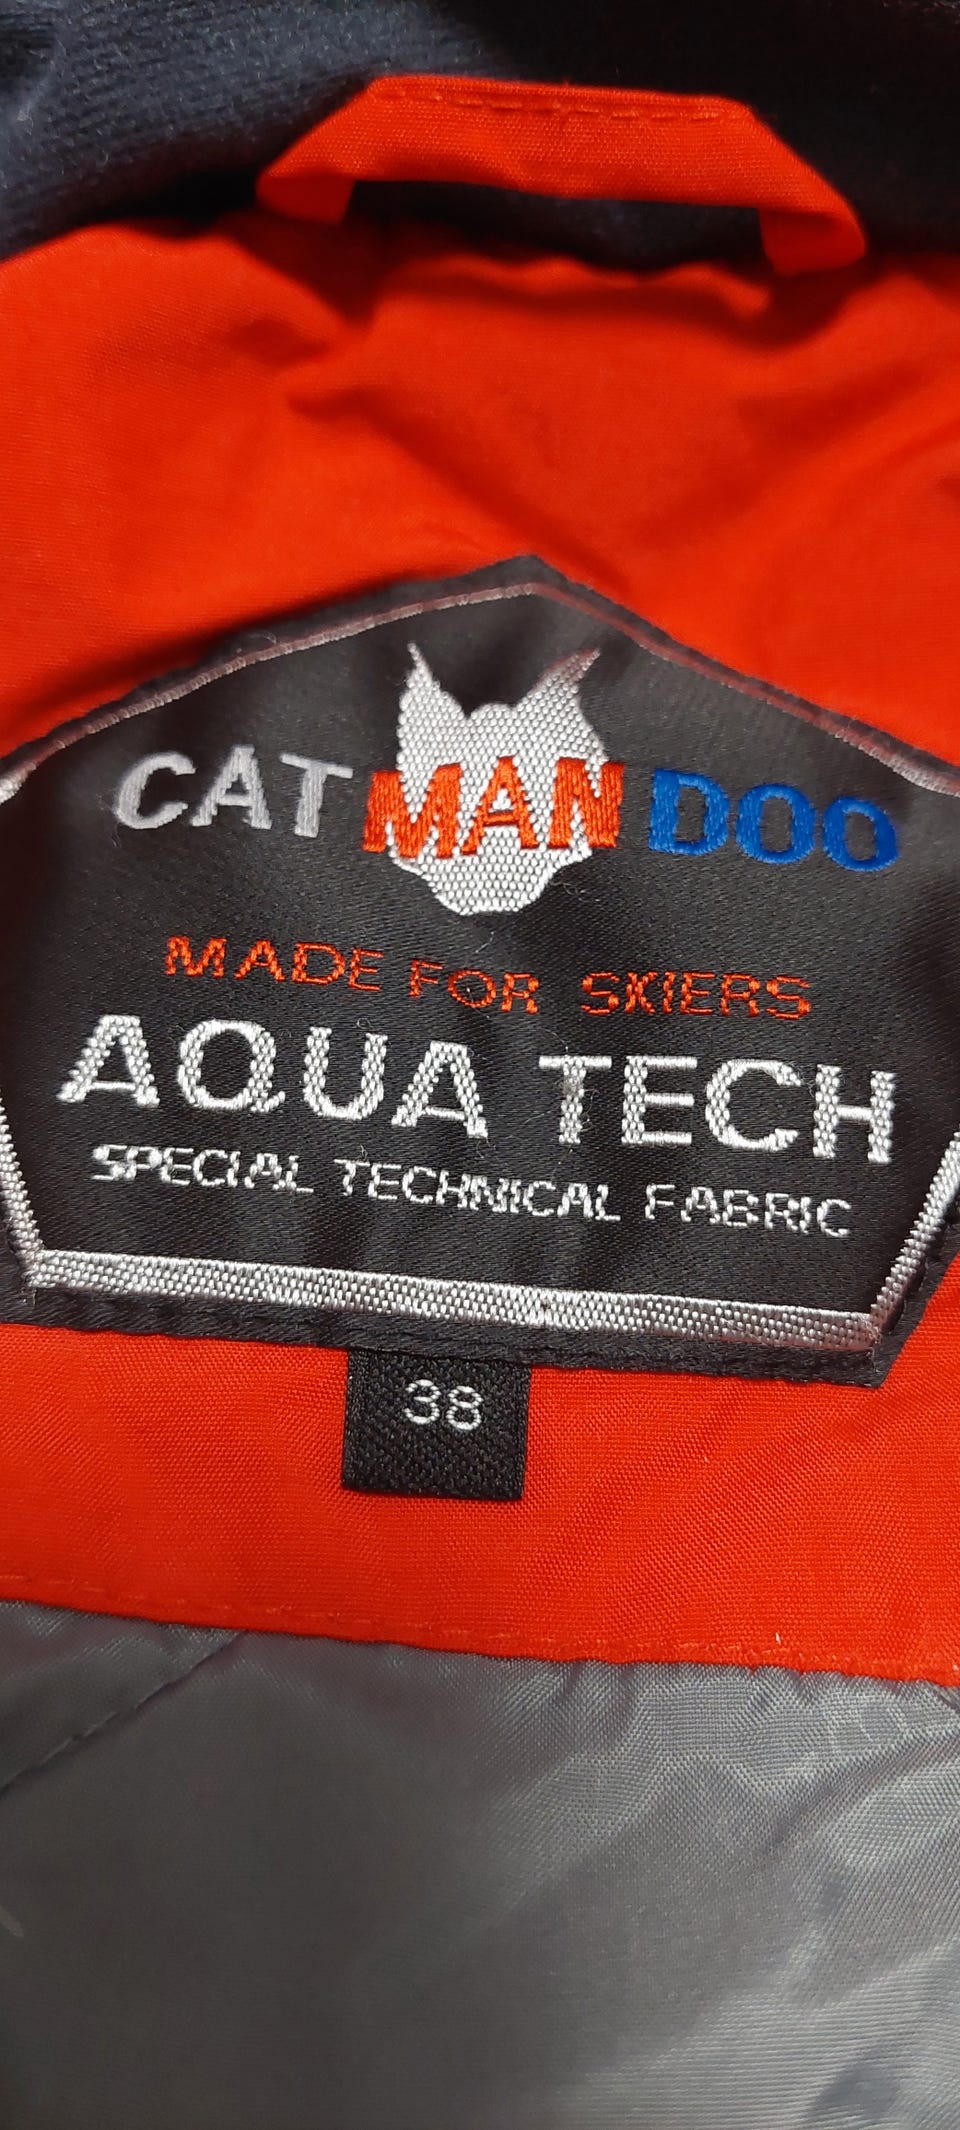 CATMANDOO
MADE FOR SKIERS
AQUA TECH
SPECIAL TECHNICAL FABRIC
38